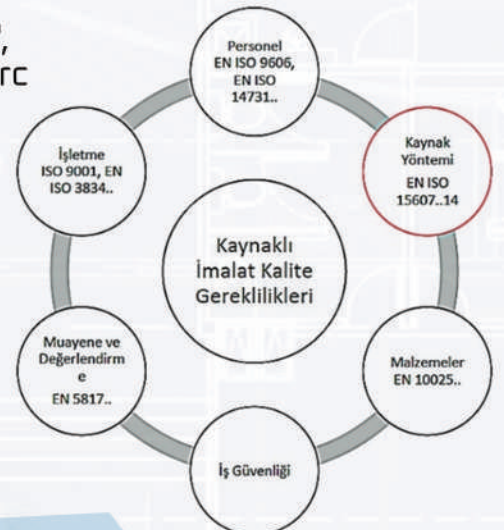 rc
Personel
EN ISO 9606,
EN ISO
14731..
Kaynak
Yöntemi
EN ISO
15607..14
Malzemeler
EN 10025..
İş Güvenliği
Muayene ve
Değerlendirm
e
EN 5817..
İşletme
ISO 9001, EN
ISO 3834..
Kaynaklı
İmalat Kalite
Gereklilikleri